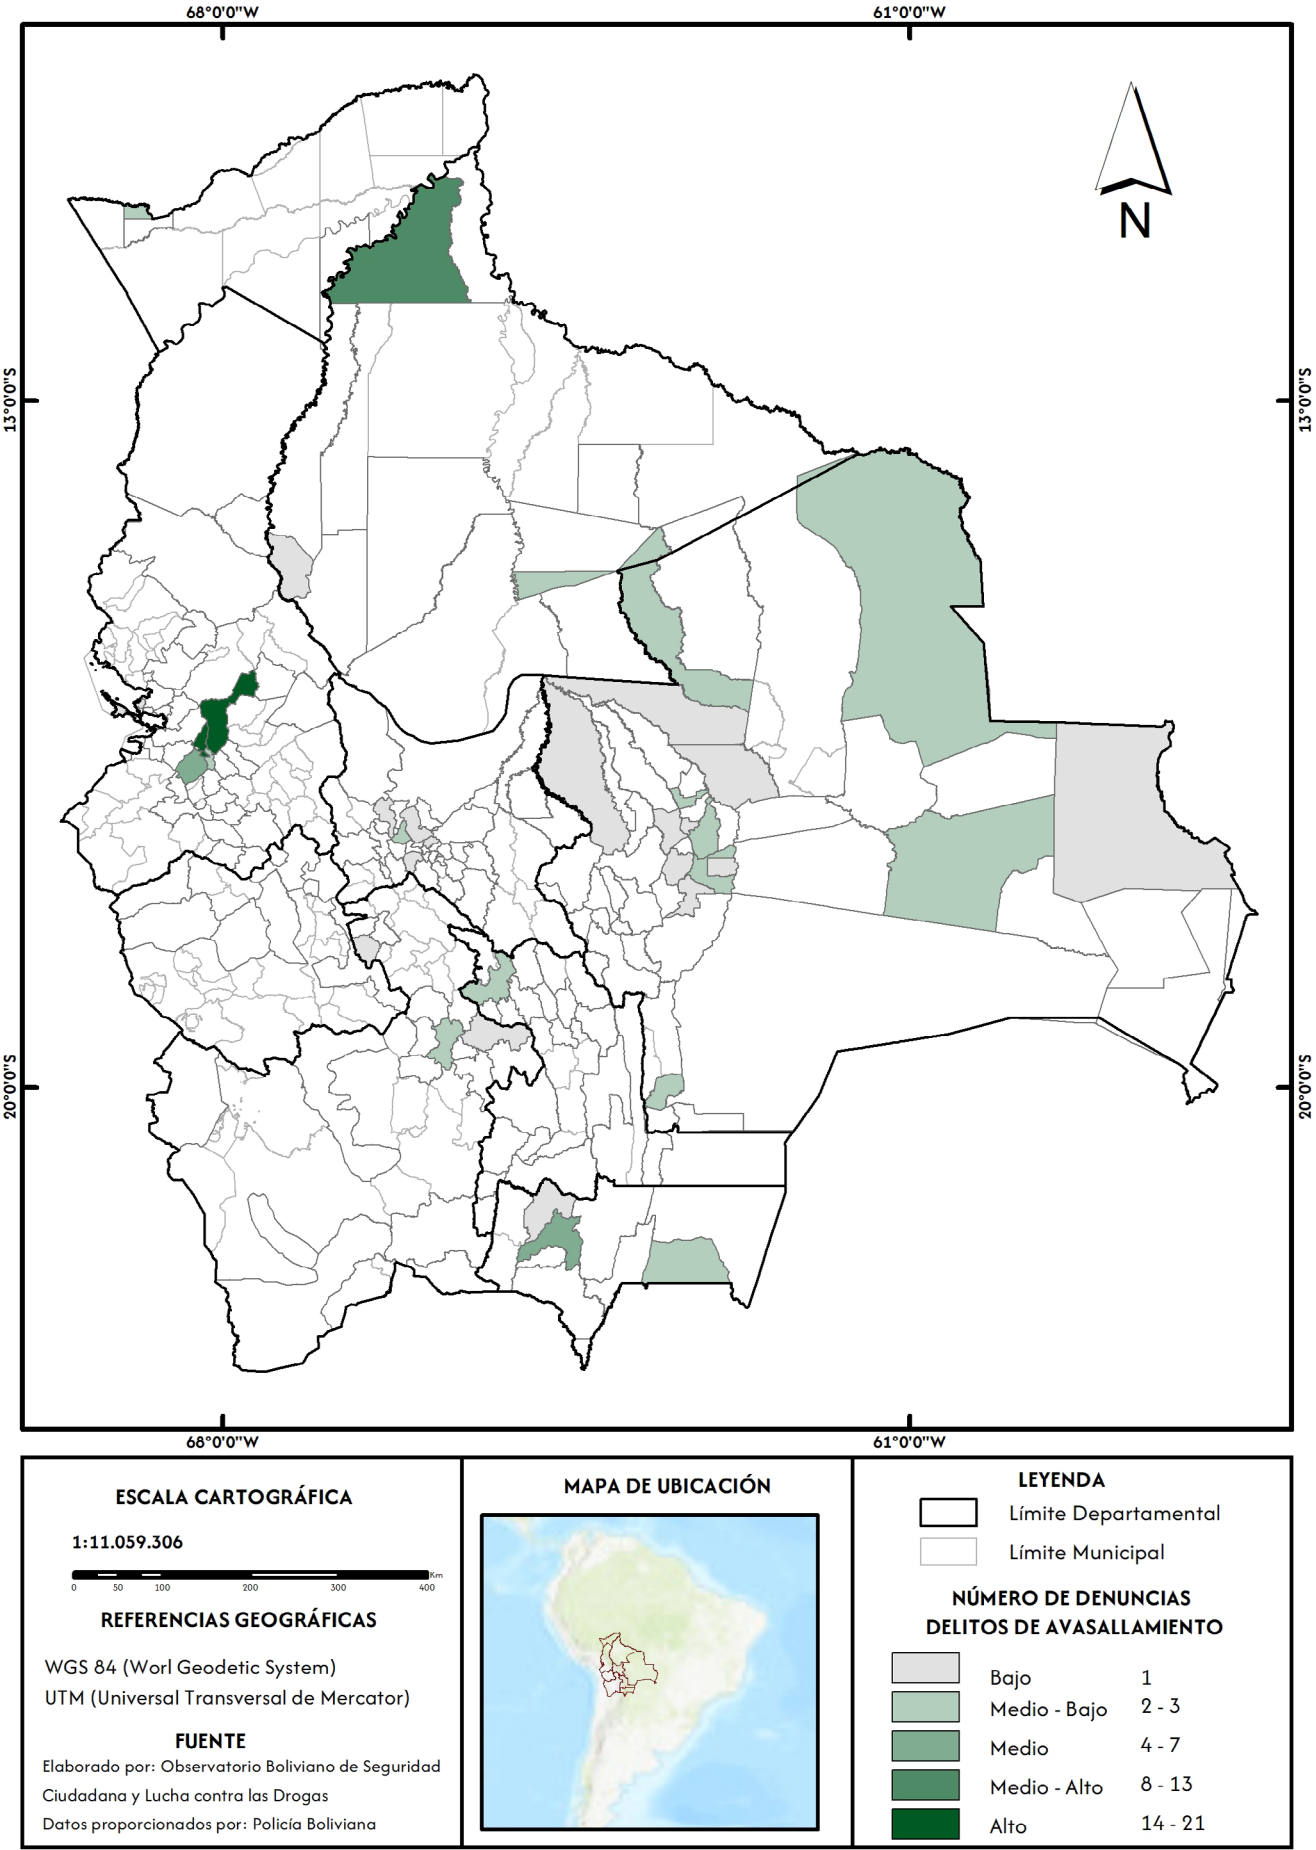 68°0'0"W
61°0'0"W
N
13°0'0"S
13°0'0"S
20°0'0"S
20°0'0"S
68°0'0"W
61°0'0"W
ESCALA CARTOGRÁFICA
1:11.059.306
Km
0 50 100 200 300 400
REFERENCIAS GEOGRÁFICAS
WGS 84 (Worl Geodetic System)
UTM (Universal Transversal de Mercator)
FUENTE
Elaborado por: Observatorio Boliviano de Seguridad
Ciudadana y Lucha contra las Drogas
Datos proporcionados por: Policía Boliviana
MAPA DE UBICACIÓN
LEYENDA
Límite Departamental
Límite Municipal
NÚMERO DE DENUNCIAS
DELITOS DE AVASALLAMIENTO
Bajo 1
Medio - Bajo 2 - 3
Medio 4 - 7
Medio - Alto 8 - 13
Alto 14 - 21